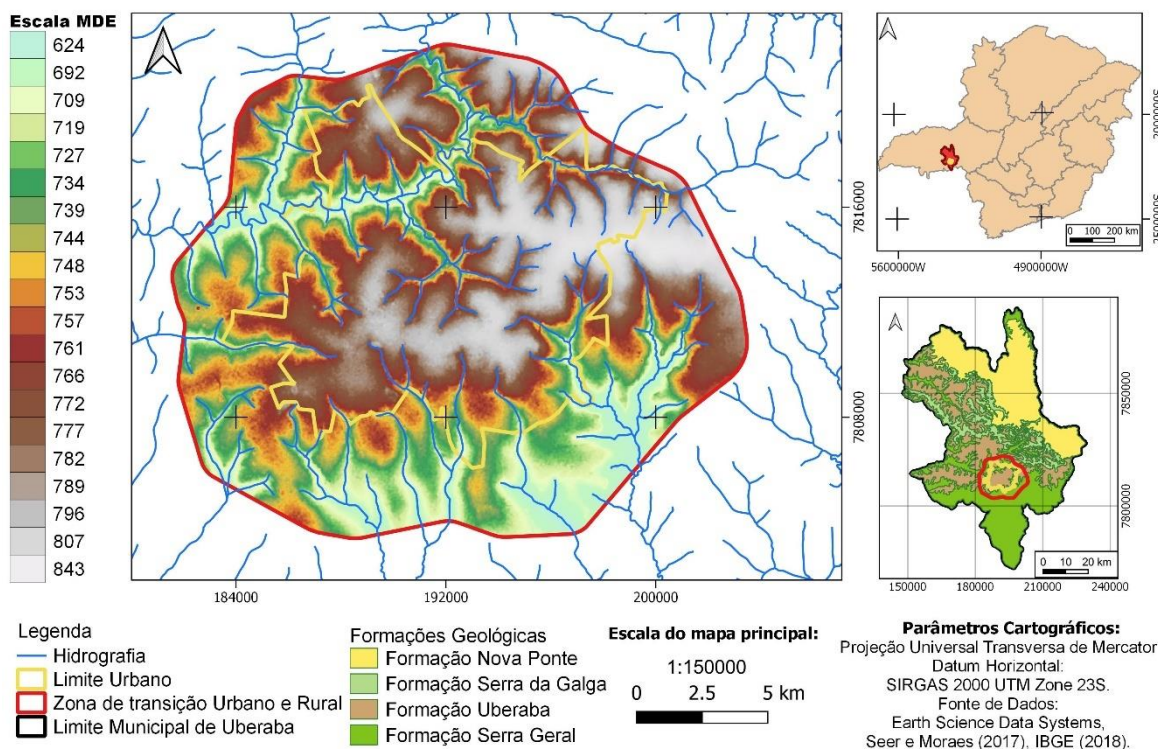 Escala MDE
624
692
709
719
727
734
739
744
748
753
757
761
766
772
777
782
789
796
807
843
7816000
7808000
184000
192000
200000
2000000S
2500000S
5600000W
4900000W
0 100 200 km
150000
180000
210000
240000
7850000
7800000
0 10 20 km
Legenda
Hidrografia
Limite Urbano
Zona de transição Urbano e Rural
Limite Municipal de Uberaba
Formações Geológicas
Formação Nova Ponte
Formação Serra da Galga
Formação Uberaba
Formação Serra Geral
Escala do mapa principal:
1:150000
0 2.5 5 km
Parâmetros Cartográficos:
Projeção Universal Transversa de Mercator
Datum Horizontal:
SIRGAS 2000 UTM Zone 23S.
Fonte de Dados:
Earth Science Data Systems,
Seer e Moraes (2017), IBGE (2018).